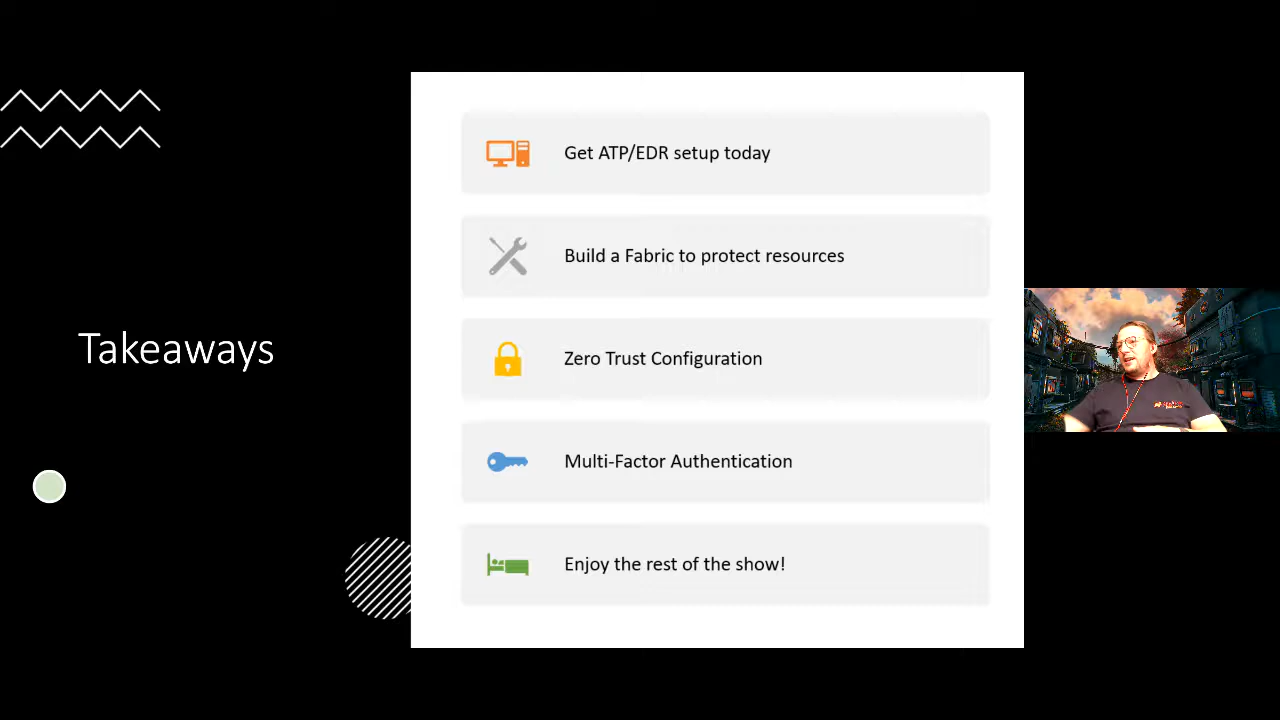 Takeaways
Get ATP/EDR setup today
Build a Fabric to protect resources
Zero Trust Configuration
Multi-Factor Authentication
Enjoy the rest of the show!